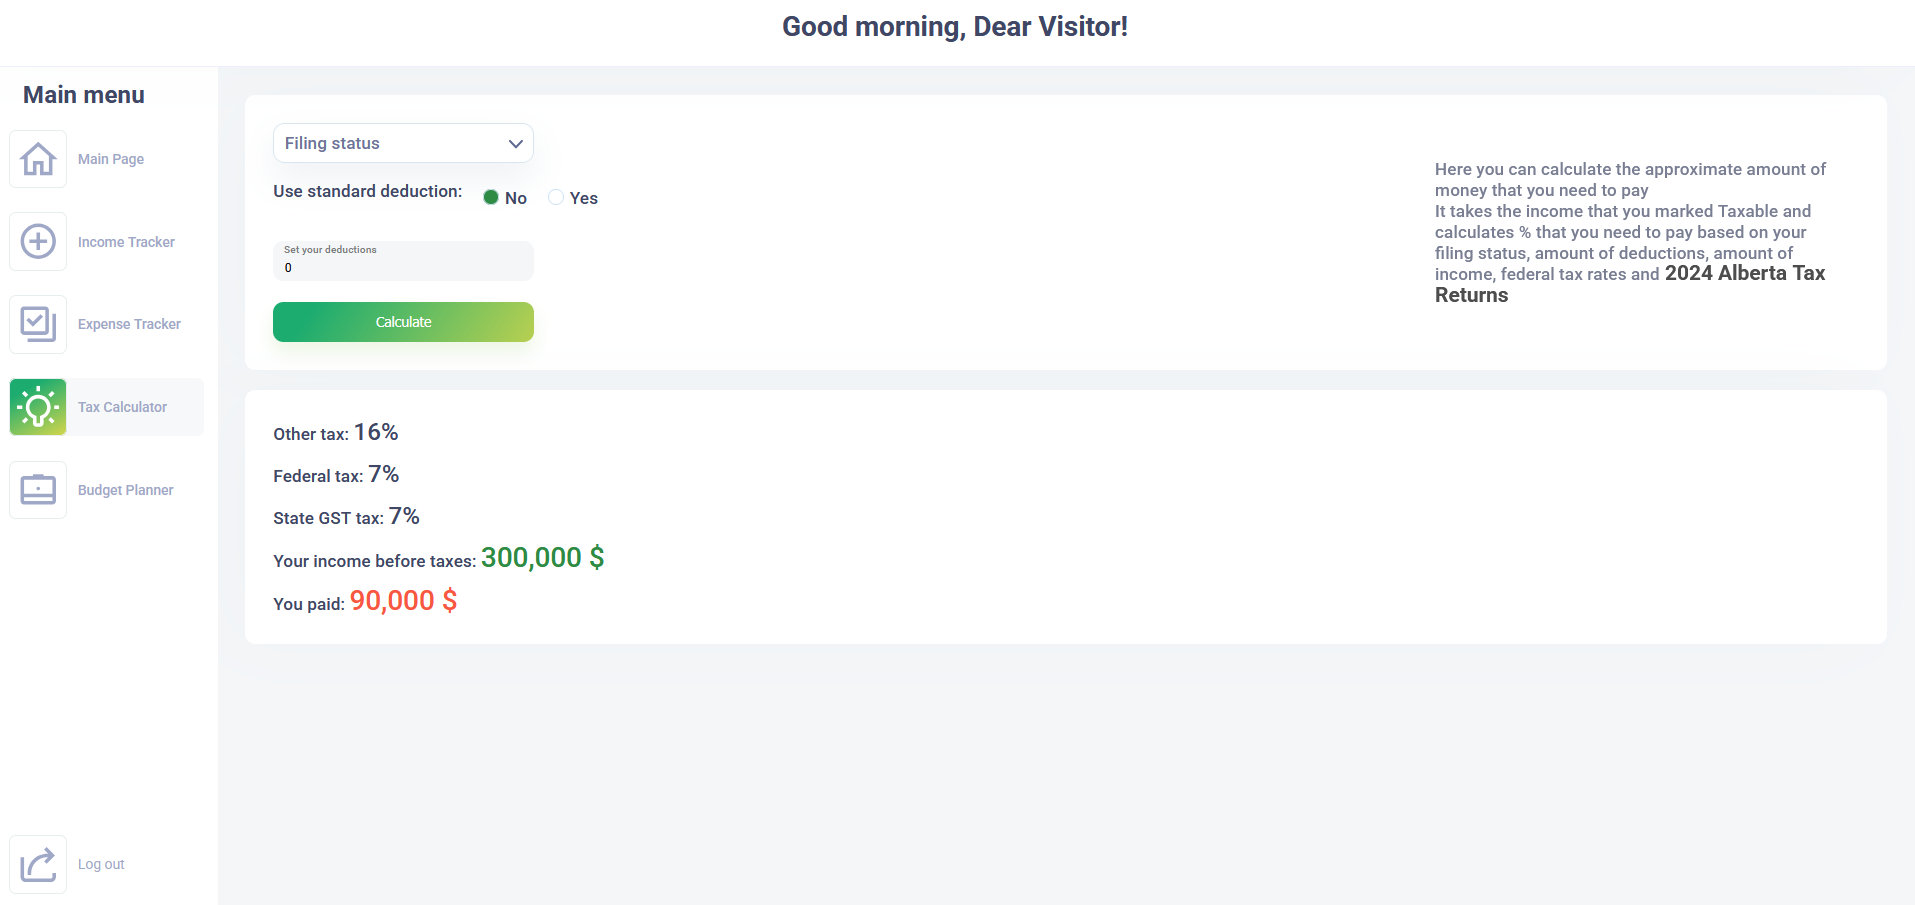 Good morning, Dear Visitor!
Main menu
Main Page
Income Tracker
Expense Tracker
Tax Calculator
Budget Planner
Log out
Filing status
Use standard deduction: No Yes
Set your deductions
0
Calculate
Here you can calculate the approximate amount of
money that you need to pay
It takes the income that you marked Taxable and
calculates % that you need to pay based on your
filing status, amount of deductions, amount of
income, federal tax rates and 2024 Alberta Tax
Returns
Other tax: 16%
Federal tax: 7%
State GST tax: 7%
Your income before taxes: 300,000 $
You paid: 90,000 $